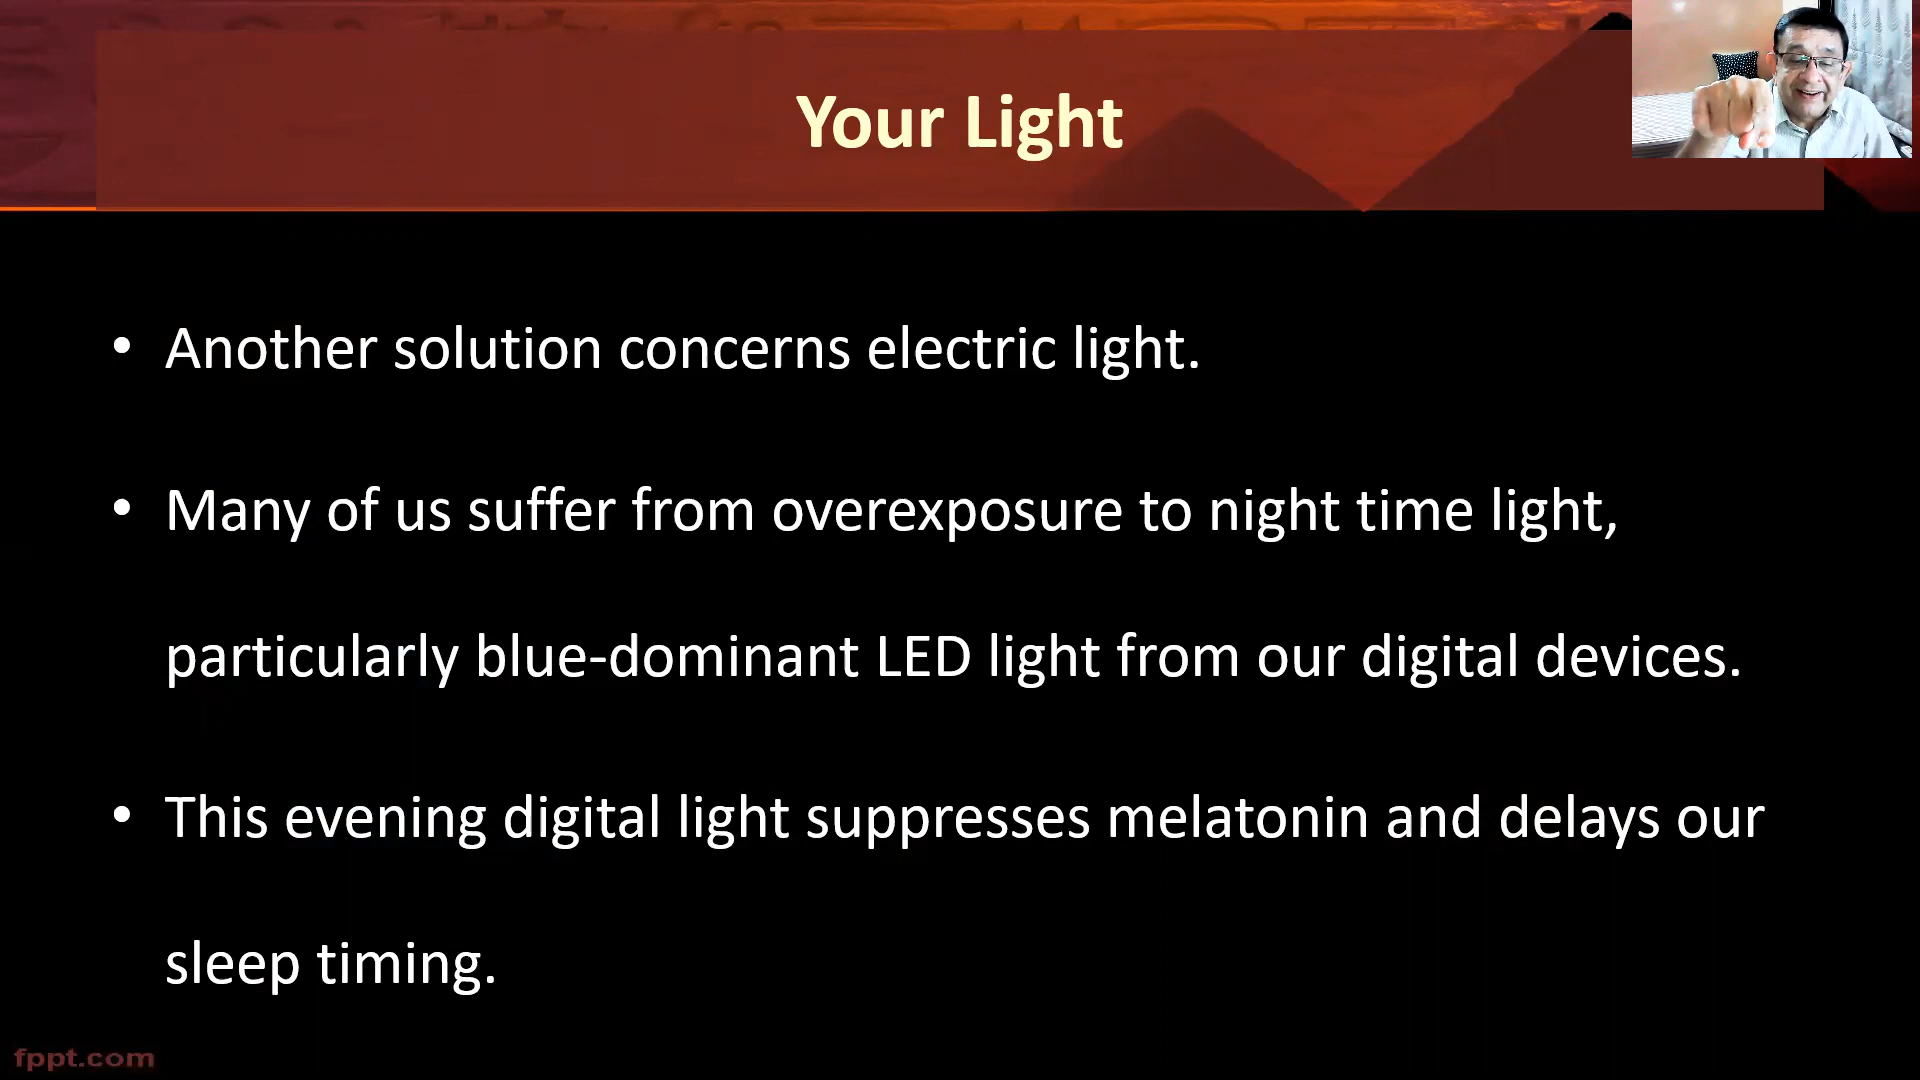 Your Light
• Another solution concerns electric light.
• Many of us suffer from overexposure to night time light,
particularly blue-dominant LED light from our digital devices.
• This evening digital light suppresses melatonin and delays our
sleep timing.
fppt.com